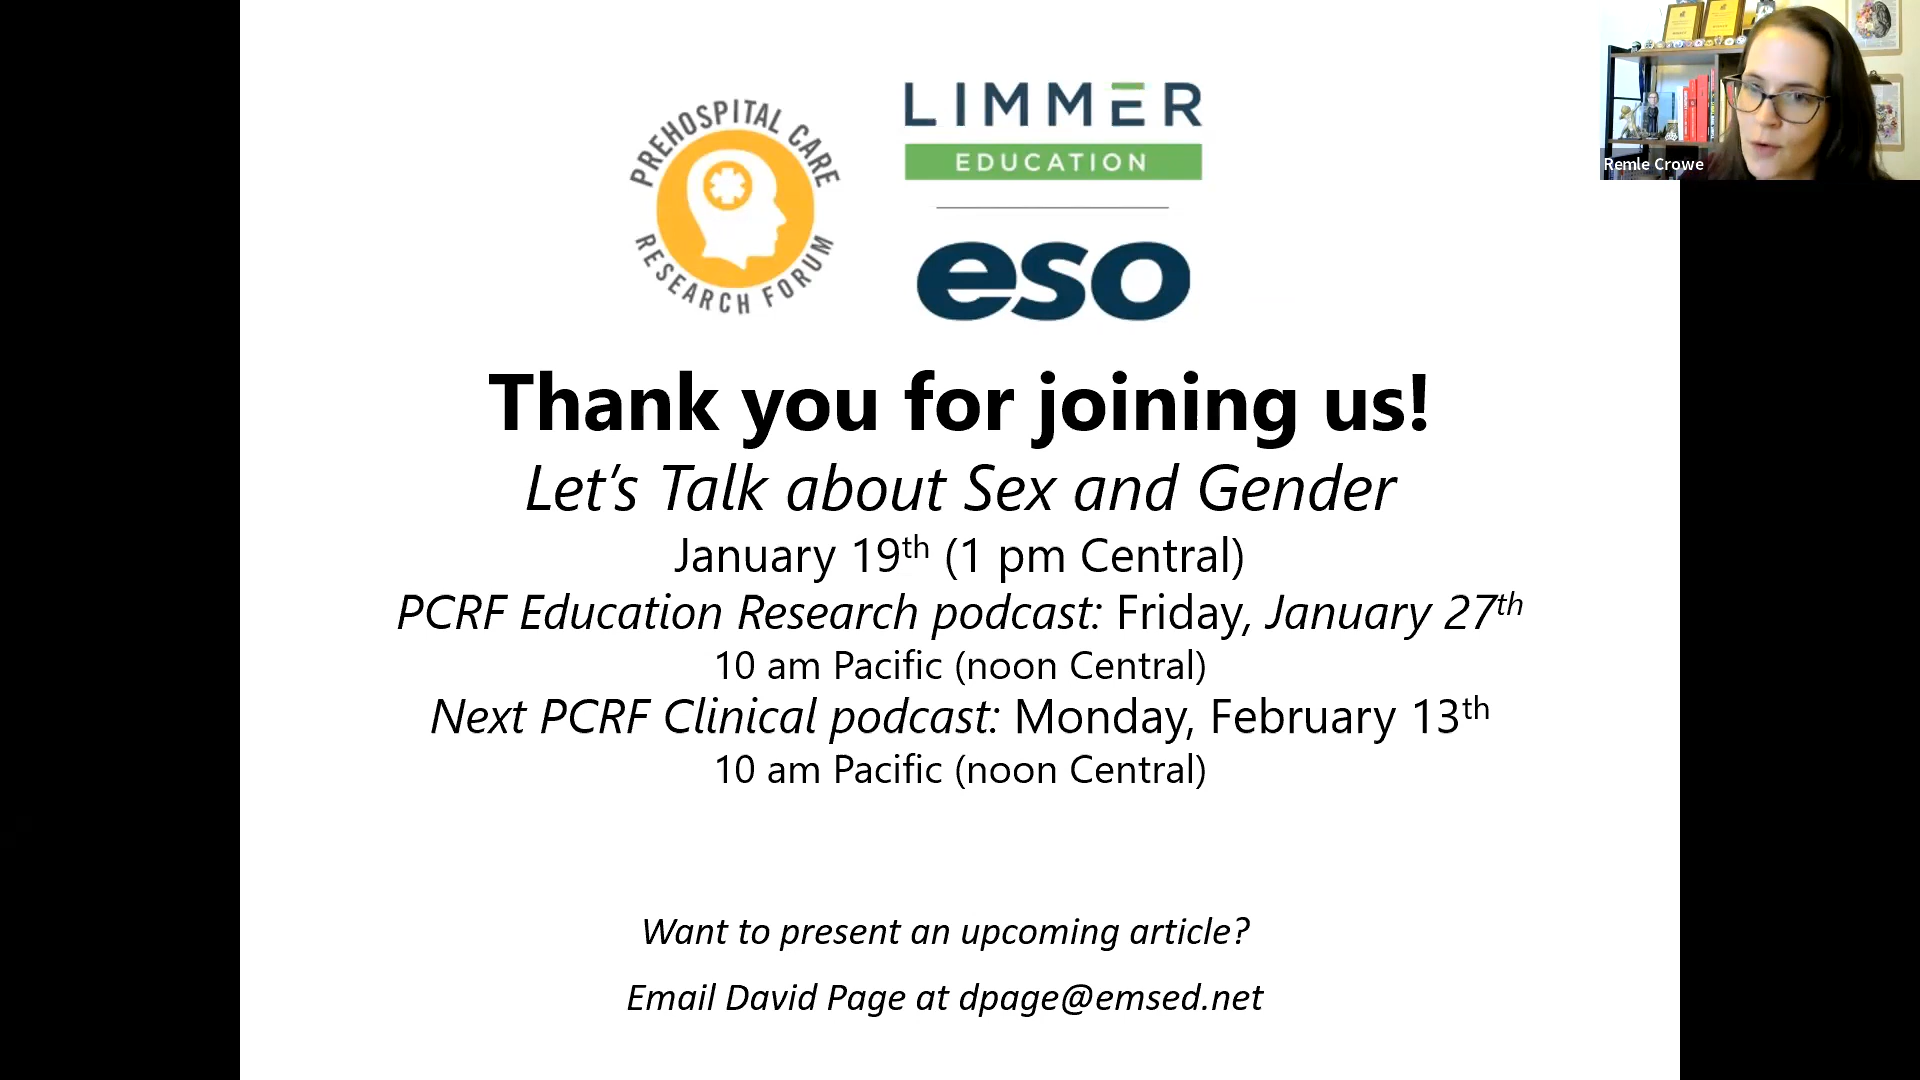 PREHOSPITAL CARE
RESEARCH FORUM
LIMMER
EDUCATION
eso
Remle Crowe
Thank you for joining us!
Let's Talk about Sex and Gender
January 19th (1 pm Central)
PCRF Education Research podcast: Friday, January 27th
10 am Pacific (noon Central)
Next PCRF Clinical podcast: Monday, February 13th
10 am Pacific (noon Central)
Want to present an upcoming article?
Email David Page at dpage@emsed.net